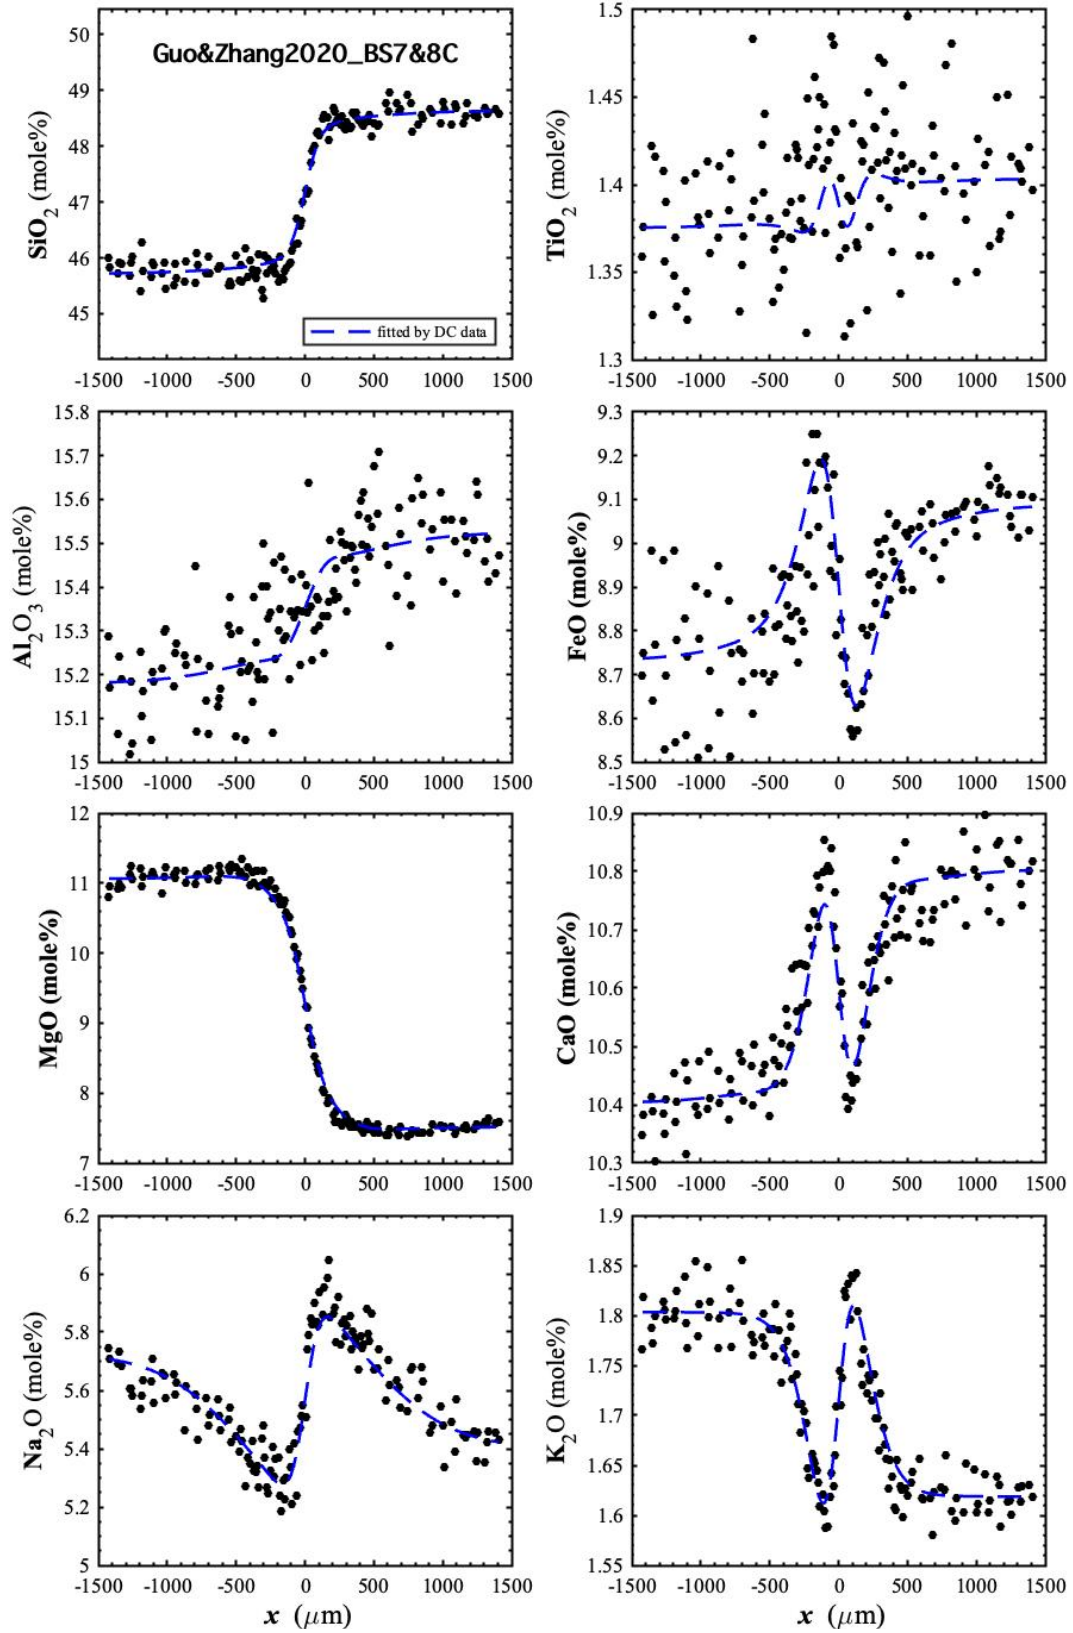 Guo&Zhang2020_BS7&8C
SiO2 (mole%)
50
49
48
47
46
45
fitted by DC data
-1500 -1000 -500 0 500 1000 1500
TiO2 (mole%)
1.5
1.45
1.4
1.35
1.3
-1500 -1000 -500 0 500 1000 1500
Al2O3 (mole%)
15.8
15.7
15.6
15.5
15.4
15.3
15.2
15.1
15
-1500 -1000 -500 0 500 1000 1500
FeO (mole%)
9.3
9.2
9.1
9
8.9
8.8
8.7
8.6
8.5
-1500 -1000 -500 0 500 1000 1500
MgO (mole%)
12
11
10
9
8
7
-1500 -1000 -500 0 500 1000 1500
CaO (mole%)
10.9
10.8
10.7
10.6
10.5
10.4
10.3
-1500 -1000 -500 0 500 1000 1500
Na2O (mole%)
6.2
6
5.8
5.6
5.4
5.2
5
-1500 -1000 -500 0 500 1000 1500
x (μm)
K2O (mole%)
1.9
1.85
1.8
1.75
1.7
1.65
1.6
1.55
-1500 -1000 -500 0 500 1000 1500
x (μm)